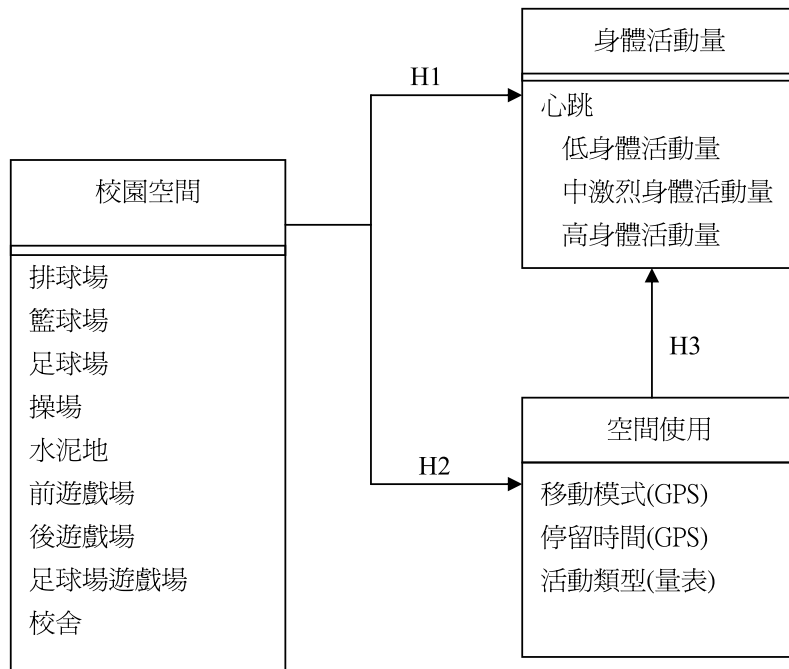 身體活動量
心跳
低身體活動量
中激烈身體活動量
高身體活動量
H1
校園空間
排球場
籃球場
足球場
操場
水泥地
前遊戲場
後遊戲場
足球場遊戲場
校舍
H3
H2
空間使用
移動模式(GPS)
停留時間(GPS)
活動類型(量表)